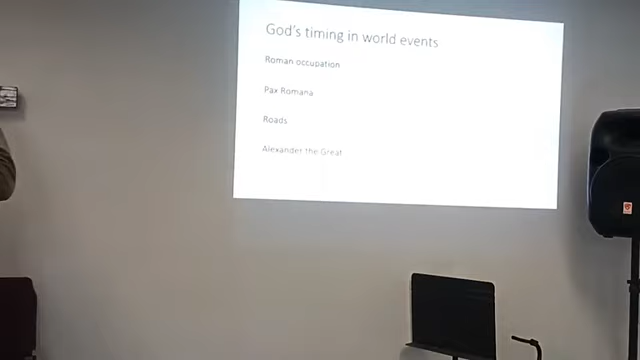 God's timing in world events
Roman occupation
Pax Romana
Roads
Alexander the Great